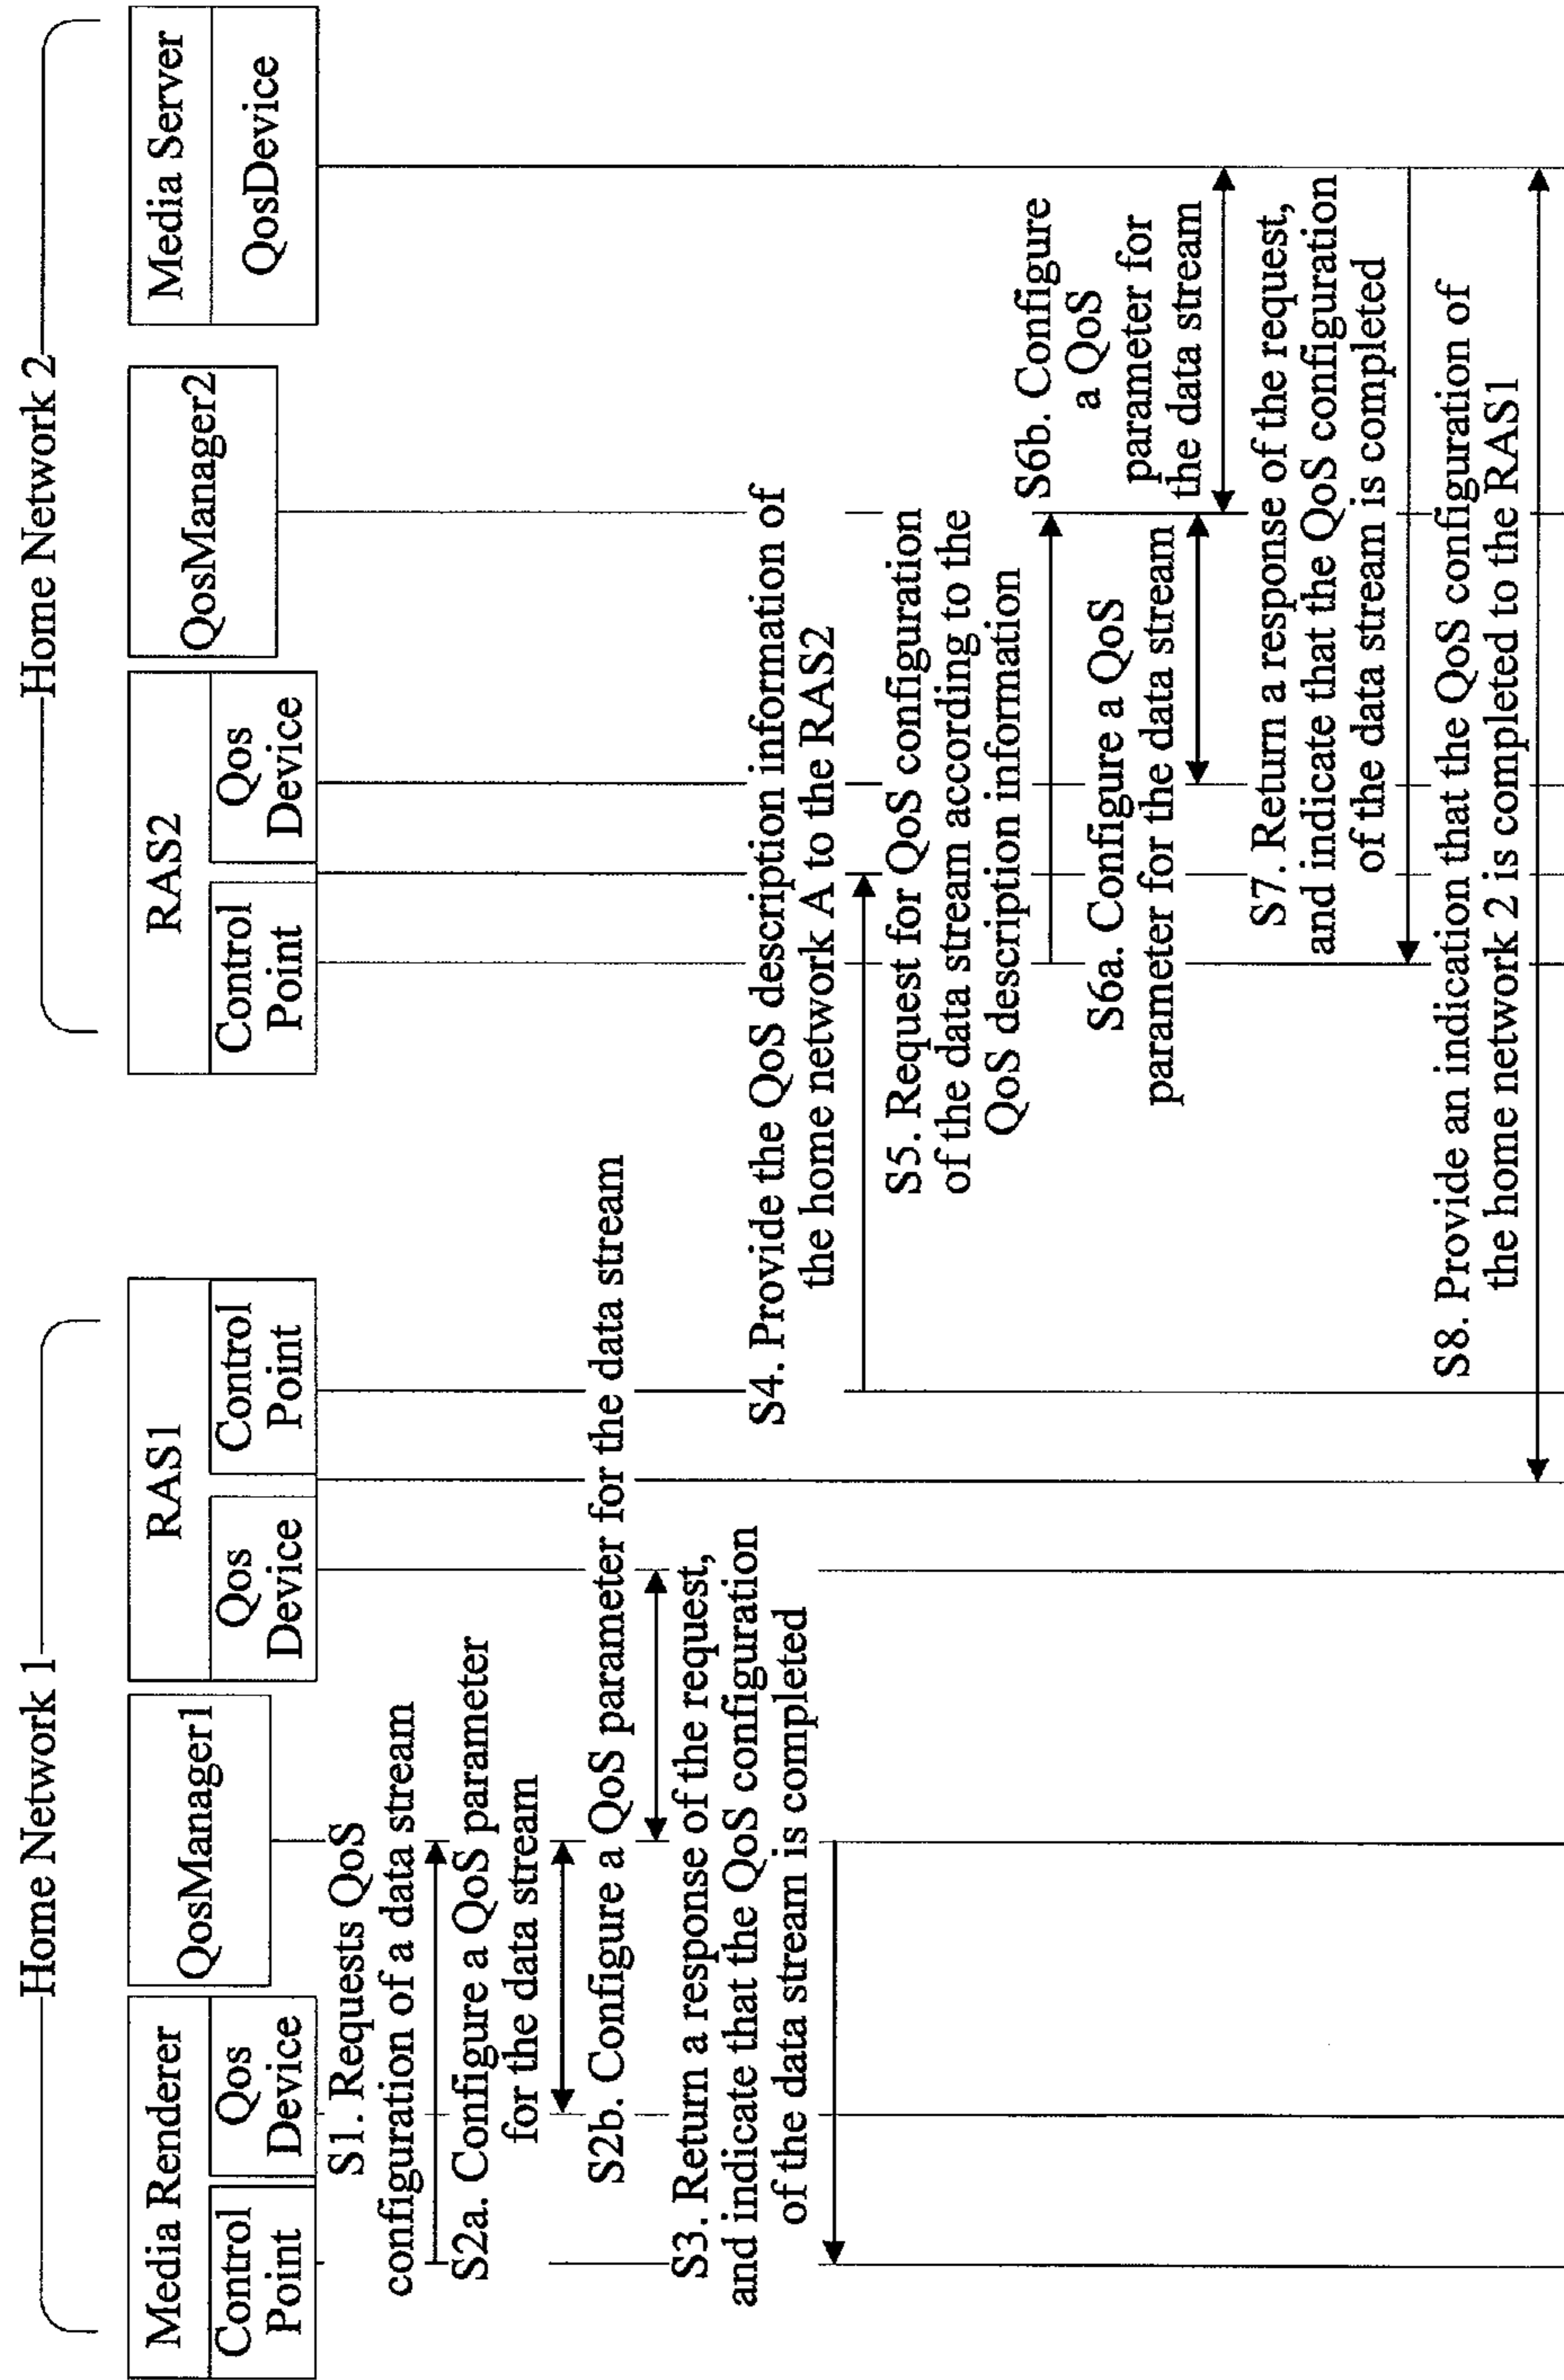 Home Network 1
Home Network 2
Media Renderer
Control
Point
Qos
Device
QosManager1
RAS1
Qos
Device
Control
Point
RAS2
Control
Point
Qos
Device
QosManager2
Media Server
QosDevice
S1. Requests QoS
configuration of a data stream
S2a. Configure a QoS parameter
for the data stream
S2b. Configure a QoS parameter for the data stream
S3. Return a response of the request,
and indicate that the QoS configuration
of the data stream is completed
S4. Provide the QoS description information of
the home network A to the RAS2
S5. Request for QoS configuration
of the data stream according to the
QoS description information
S6a. Configure a QoS
parameter for the data stream
S6b. Configure
a QoS
parameter for
the data stream
S7. Return a response of the request,
and indicate that the QoS configuration
of the data stream is completed
S8. Provide an indication that the QoS configuration of
the home network 2 is completed to the RAS1